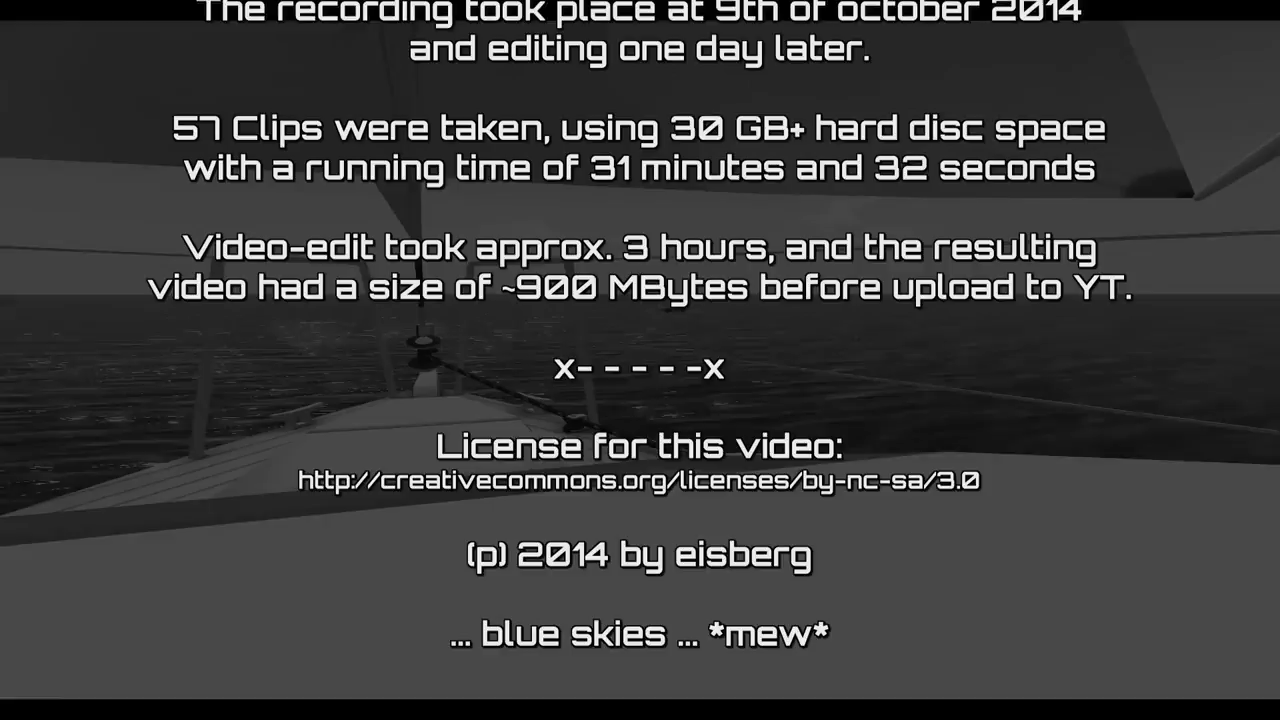 The recording took place at 9th of october 2014
and editing one day later.
57 Clips were taken, using 30 GB+ hard disc space
with a running time of 31 minutes and 32 seconds
Video-edit took approx. 3 hours, and the resulting
video had a size of ~900 MBytes before upload to YT.
x- - - - -x
License for this video:
http://creativecommons.org/licenses/by-nc-sa/3.0
(p) 2014 by eisberg
... blue skies ... *mew*